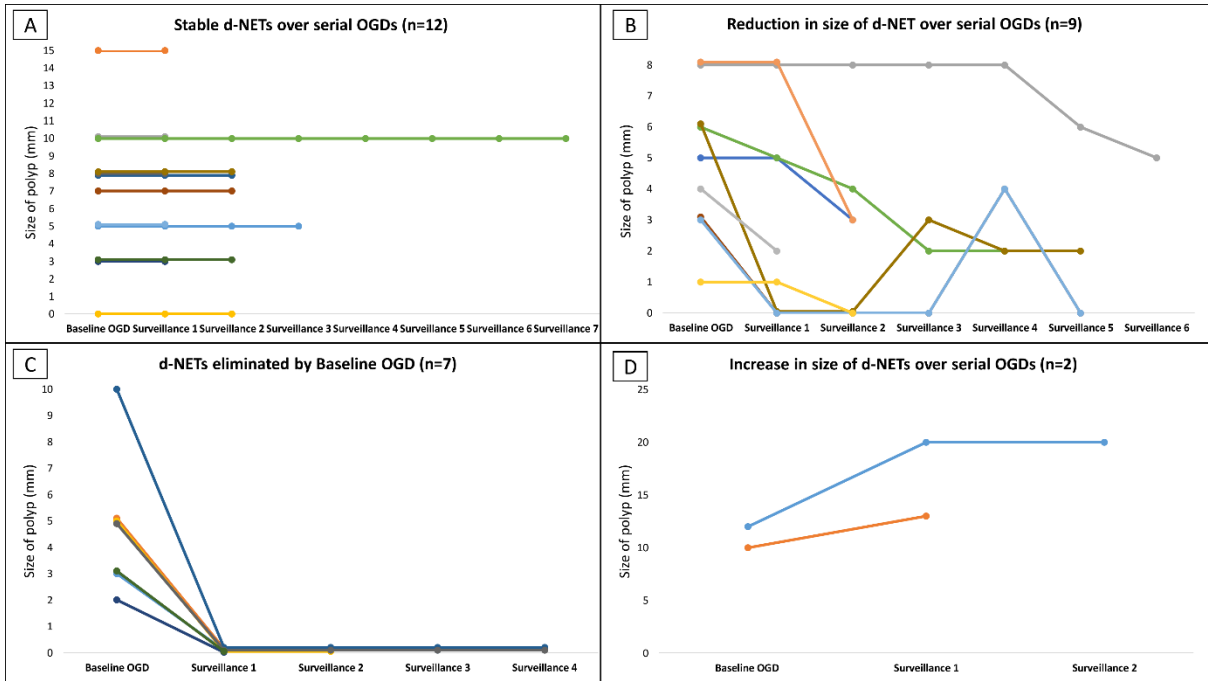 A
Stable d-NETs over serial OGDs (n=12)
Size of polyp (mm)
15
14
13
12
11
10
9
8
7
6
5
4
3
2
1
0
Baseline OGD Surveillance 1 Surveillance 2 Surveillance 3 Surveillance 4 Surveillance 5 Surveillance 6 Surveillance 7
B
Reduction in size of d-NET over serial OGDs (n=9)
Size of polyp (mm)
8
7
6
5
4
3
2
1
0
Baseline OGD Surveillance 1 Surveillance 2 Surveillance 3 Surveillance 4 Surveillance 5 Surveillance 6
C
d-NETs eliminated by Baseline OGD (n=7)
Size of polyp (mm)
10
9
8
7
6
5
4
3
2
1
0
Baseline OGD Surveillance 1 Surveillance 2 Surveillance 3 Surveillance 4
D
Increase in size of d-NETs over serial OGDs (n=2)
Size of polyp (mm)
25
20
15
10
5
0
Baseline OGD Surveillance 1 Surveillance 2